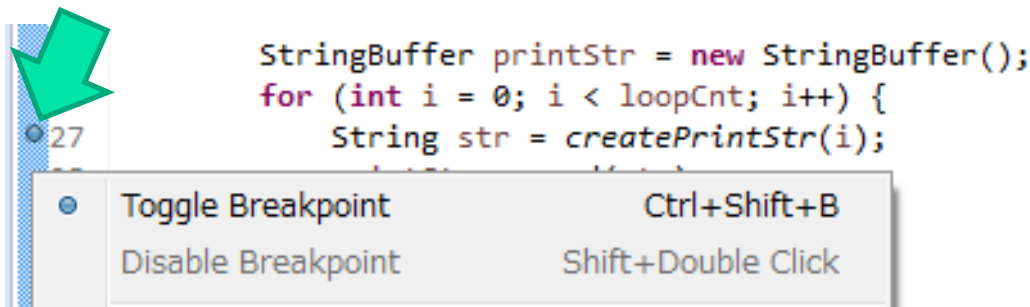 StringBuffer printStr = new StringBuffer();
for (int i = 0; i < loopCnt; i++) {
27 String str = createPrintStr(i);
Toggle Breakpoint Ctrl+Shift+B
Disable Breakpoint Shift+Double Click